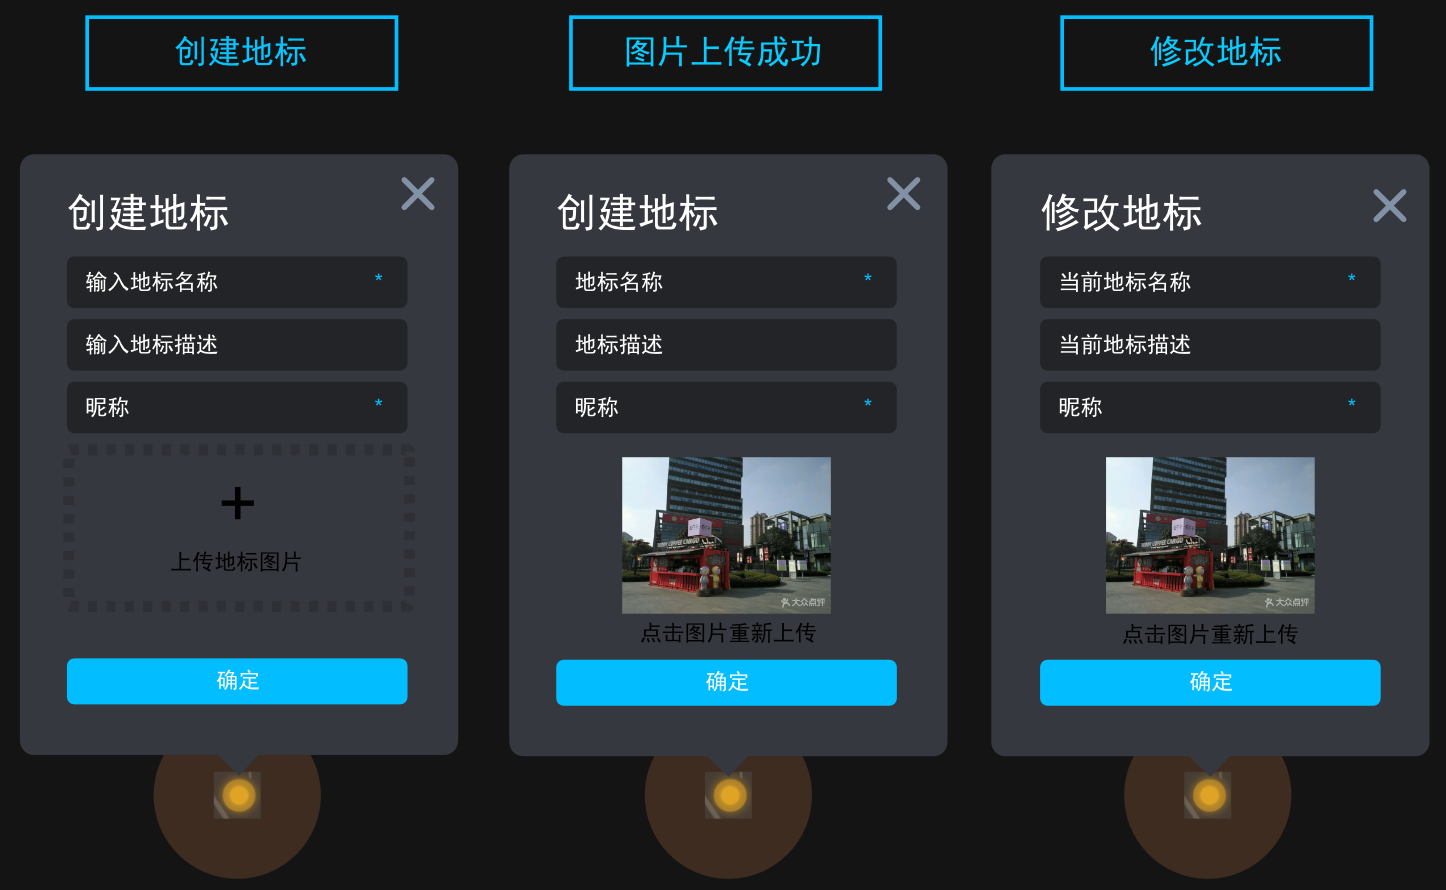 创建地标
图片上传成功
修改地标
创建地标
输入地标名称 *
输入地标描述
昵称 *
上传地标图片
确定
创建地标
地标名称 *
地标描述
昵称 *
大众点评
点击图片重新上传
确定
修改地标
当前地标名称 *
当前地标描述
昵称 *
大众点评
点击图片重新上传
确定